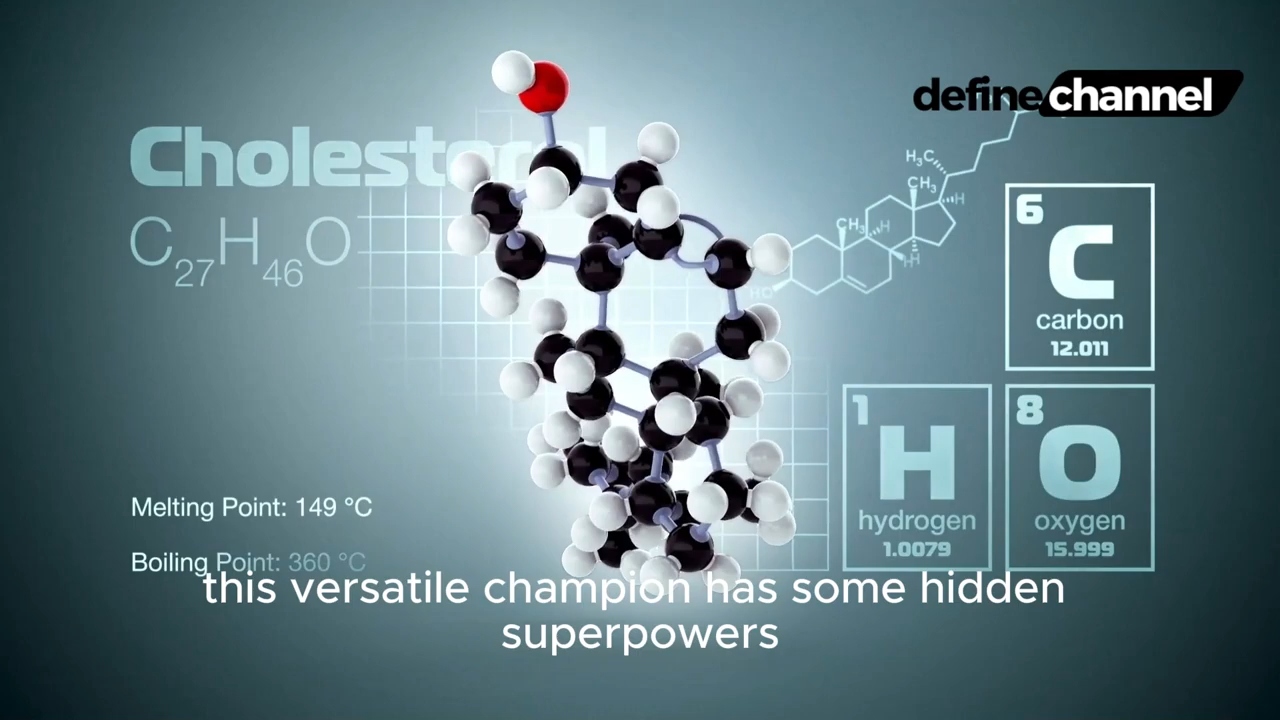 definechannel
Cholesterol
C27H46O
H3C
CH3
CH3
H
H
H
H
HO
6
C
carbon
12.011
1
H
hydrogen
1.0079
8
O
oxygen
15.999
Melting Point: 149 °C
Boiling Point: 360 °C
this versatile champion has some hidden
superpowers